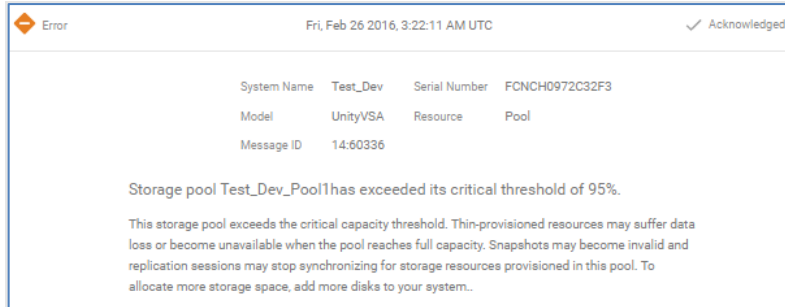 Error Fri, Feb 26 2016, 3:22:11 AM UTC Acknowledged
System Name Test_Dev Serial Number FCNCH0972C32F3
Model UnityVSA Resource Pool
Message ID 14:60336
Storage pool Test_Dev_Pool1has exceeded its critical threshold of 95%.
This storage pool exceeds the critical capacity threshold. Thin-provisioned resources may suffer data
loss or become unavailable when the pool reaches full capacity. Snapshots may become invalid and
replication sessions may stop synchronizing for storage resources provisioned in this pool. To
allocate more storage space, add more disks to your system..